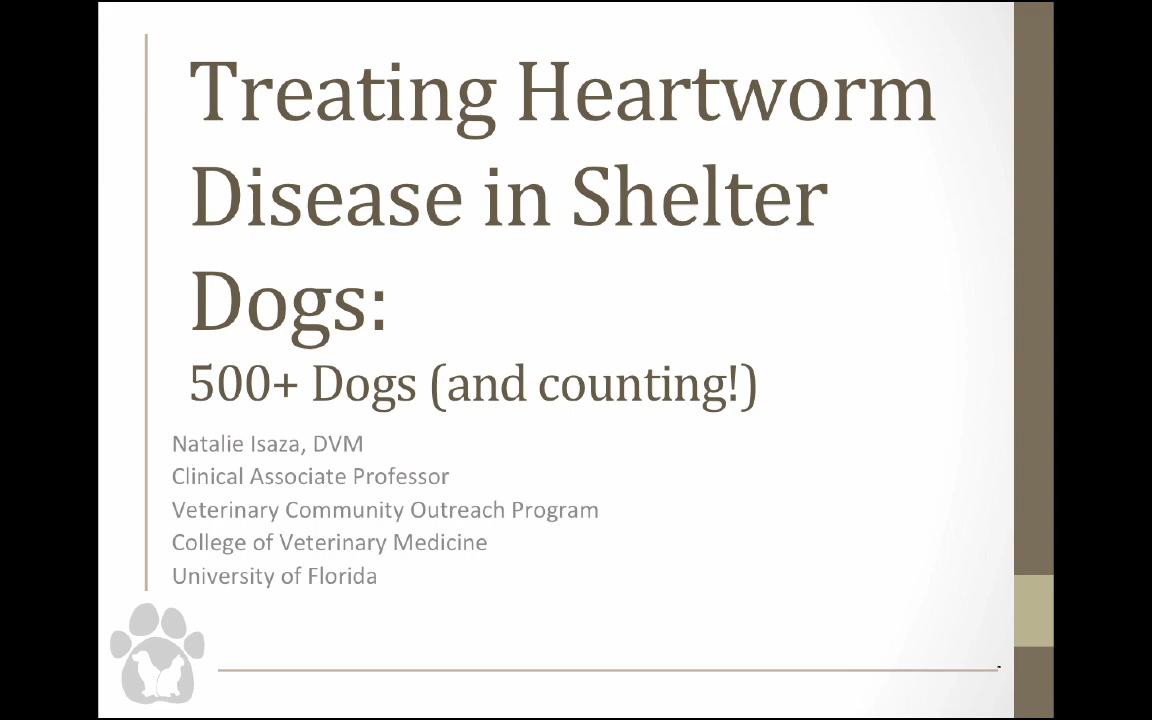 Treating Heartworm
Disease in Shelter
Dogs:
500+ Dogs (and counting!)
Natalie Isaza, DVM
Clinical Associate Professor
Veterinary Community Outreach Program
College of Veterinary Medicine
University of Florida